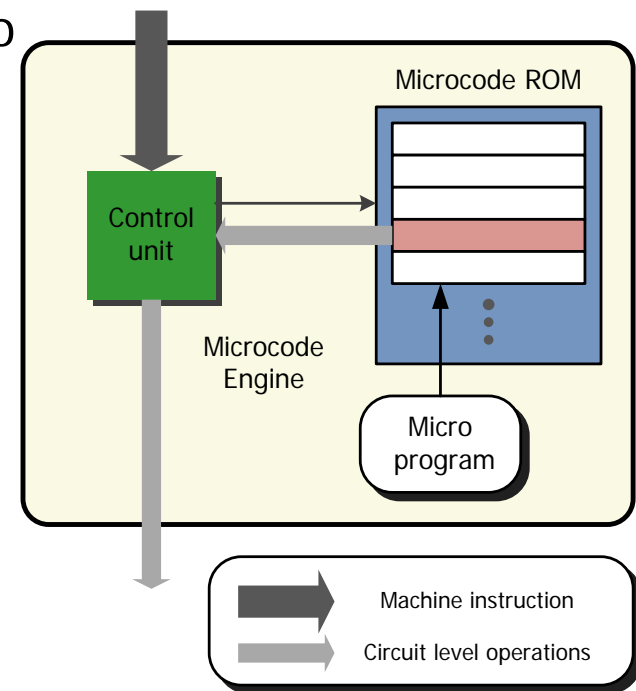 Microcode ROM
Control
unit
Microcode
Engine
Micro
program
Machine instruction
Circuit level operations